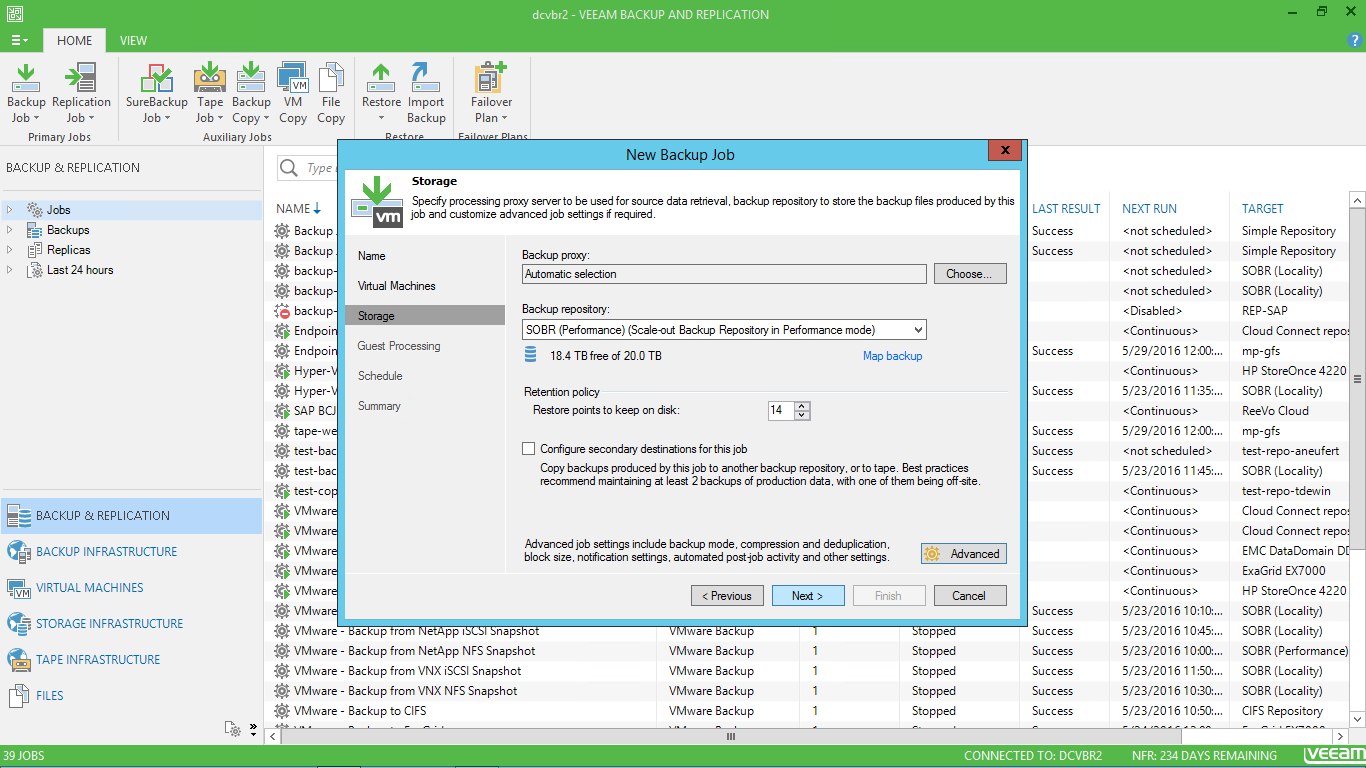 dcvbr2 - VEEAM BACKUP AND REPLICATION
HOME
VIEW
Backup Job
Replication Job
SureBackup Job
Tape Job
Backup Copy
VM Copy
File Copy
Restore
Import Backup
Failover Plan
Primary Jobs
Auxiliary Jobs
Restore
Failover Plans
BACKUP & REPLICATION
Jobs
Backups
Replicas
Last 24 hours
BACKUP & REPLICATION
BACKUP INFRASTRUCTURE
VIRTUAL MACHINES
STORAGE INFRASTRUCTURE
TAPE INFRASTRUCTURE
FILES
Type
NAME
LAST RESULT
NEXT RUN
TARGET
Backup
Success
<not scheduled>
Simple Repository
Backup
Success
<not scheduled>
Simple Repository
backup-
<not scheduled>
SOBR (Locality)
backup-
<not scheduled>
SOBR (Locality)
backup-
<Disabled>
REP-SAP
Endpoin
<Continuous>
Cloud Connect repos
Endpoin
Success
5/29/2016 12:00:...
mp-gfs
Hyper-V
<Continuous>
HP StoreOnce 4220
Hyper-V
Success
5/23/2016 11:35:...
SOBR (Locality)
SAP BCJ
<Continuous>
ReeVo Cloud
tape-we
Success
5/29/2016 12:00:...
mp-gfs
test-bac
Success
<not scheduled>
test-repo-aneufert
test-bac
Success
5/23/2016 11:45:...
SOBR (Locality)
test-cop
<Continuous>
test-repo-tdewin
VMware
<Continuous>
Cloud Connect repos
VMware
<Continuous>
Cloud Connect repos
VMware
<Continuous>
EMC DataDomain DD
VMware
<Continuous>
ExaGrid EX7000
VMware
<Continuous>
HP StoreOnce 4220
VMware
Success
5/23/2016 10:10:...
SOBR (Locality)
VMware - Backup from NetApp iSCSI Snapshot
VMware Backup
1
Stopped
Success
5/23/2016 10:45:...
SOBR (Locality)
VMware - Backup from NetApp NFS Snapshot
VMware Backup
1
Stopped
Success
5/23/2016 10:00:...
SOBR (Performance)
VMware - Backup from VNX iSCSI Snapshot
VMware Backup
1
Stopped
Success
5/23/2016 11:50:...
SOBR (Locality)
VMware - Backup from VNX NFS Snapshot
VMware Backup
1
Stopped
Success
5/23/2016 10:30:...
SOBR (Locality)
VMware - Backup to CIFS
VMware Backup
1
Stopped
Success
5/23/2016 10:50:...
CIFS Repository
New Backup Job
x
vm
Storage
Specify processing proxy server to be used for source data retrieval, backup repository to store the backup files produced by this
job and customize advanced job settings if required.
Name
Virtual Machines
Storage
Guest Processing
Schedule
Summary
Backup proxy:
Automatic selection
Choose...
Backup repository:
SOBR (Perfomance) (Scale-out Backup Repository in Performance mode)
18.4 TB free of 20.0 TB
Map backup
Retention policy
Restore points to keep on disk:
14
Configure secondary destinations for this job
Copy backups produced by this job to another backup repository, or to tape. Best practices
recommend maintaining at least 2 backups of production data, with one of them being off-site.
Advanced job settings include backup mode, compression and deduplication,
block size, notification settings, automated post-job activity and other settings.
Advanced
< Previous
Next >
Finish
Cancel
39 JOBS
CONNECTED TO: DCVBR2
NFR: 234 DAYS REMAINING
veeam